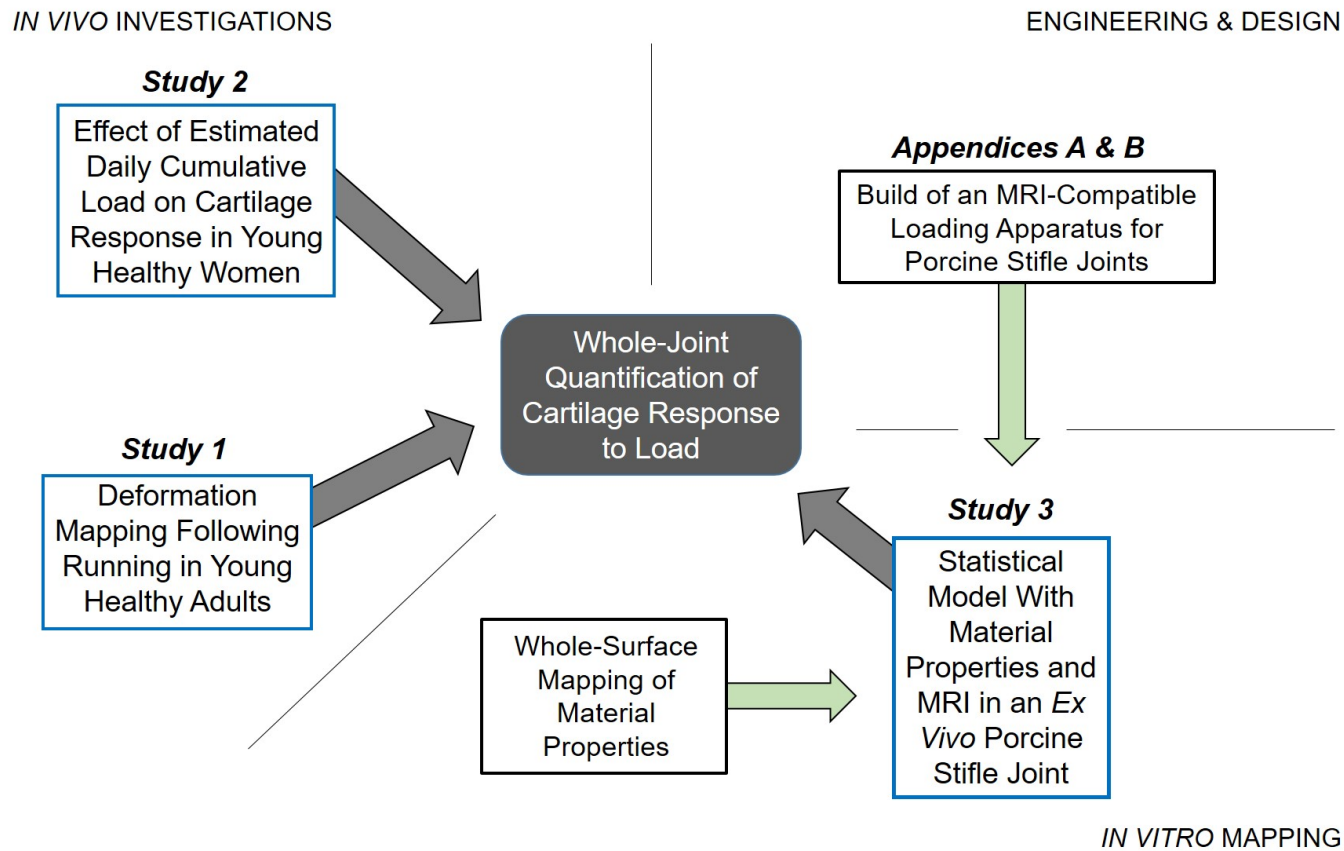 IN VIVO INVESTIGATIONS
ENGINEERING & DESIGN
Study 2
Effect of Estimated
Daily Cumulative
Load on Cartilage
Response in Young
Healthy Women
Appendices A & B
Build of an MRI-Compatible
Loading Apparatus for
Porcine Stifle Joints
Whole-Joint
Quantification of
Cartilage Response
to Load
Study 1
Deformation
Mapping Following
Running in Young
Healthy Adults
Study 3
Statistical
Model With
Material
Properties and
MRI in an Ex
Vivo Porcine
Stifle Joint
Whole-Surface
Mapping of
Material
Properties
IN VITRO MAPPING